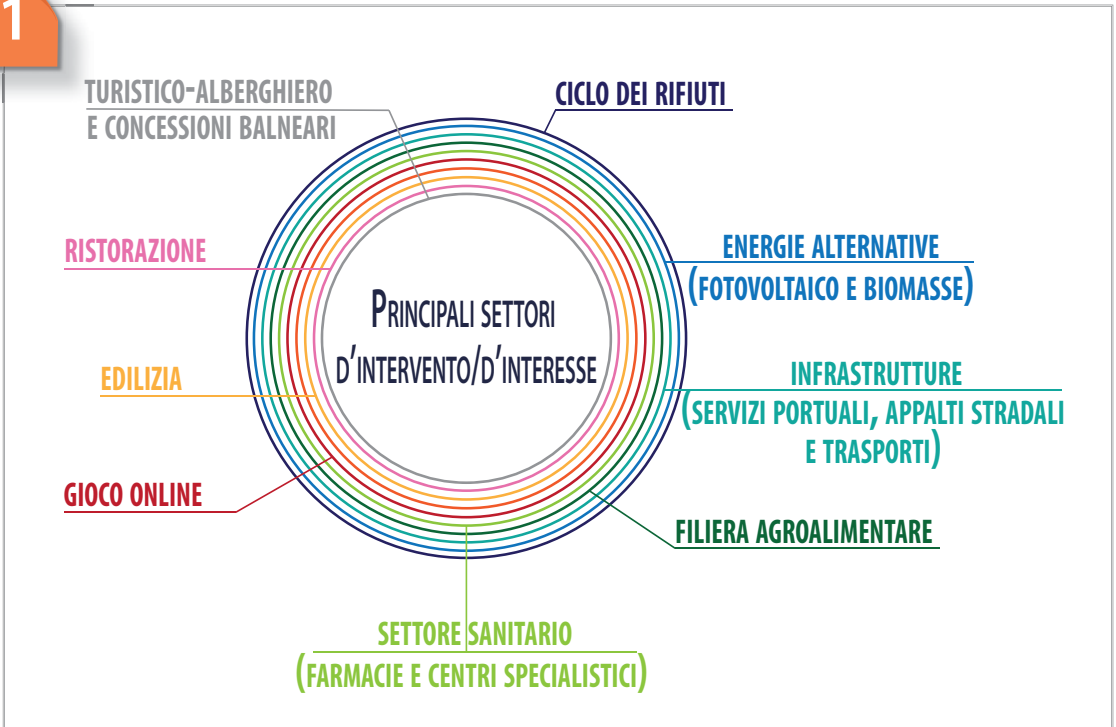 1
TURISTICO-ALBERGHIERO
E CONCESSIONI BALNEARI
CICLO DEI RIFIUTI
RISTORAZIONE
ENERGIE ALTERNATIVE
(FOTOVOLTAICO E BIOMASSE)
PRINCIPALI SETTORI
D'INTERVENTO/D'INTERESSE
EDILIZIA
INFRASTRUTTURE
(SERVIZI PORTUALI, APPALTI STRADALI
E TRASPORTI)
GIOCO ONLINE
FILIERA AGROALIMENTARE
SETTORE SANITARIO
(FARMACIE E CENTRI SPECIALISTICI)